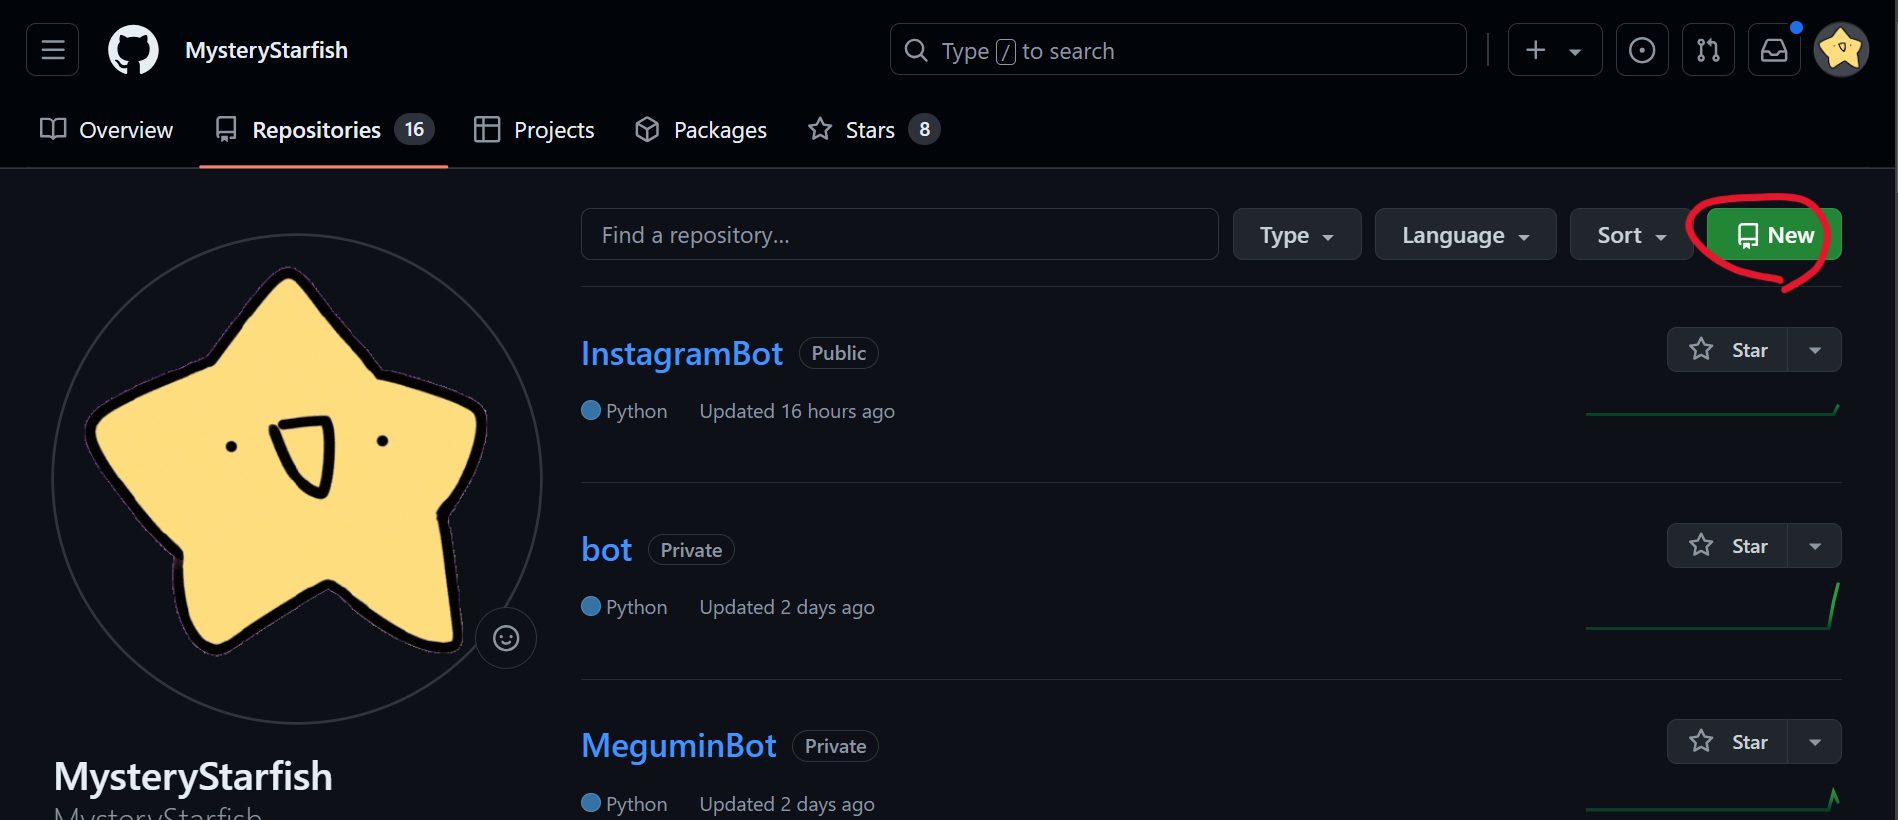 MysteryStarfish
Type / to search
Overview
Repositories 16
Projects
Packages
Stars 8
Find a repository...
Type
Language
Sort
New
InstagramBot Public
Star
Python Updated 16 hours ago
bot Private
Star
Python Updated 2 days ago
MeguminBot Private
Star
Python Updated 2 days ago
MysteryStarfish
MysteryStarfish